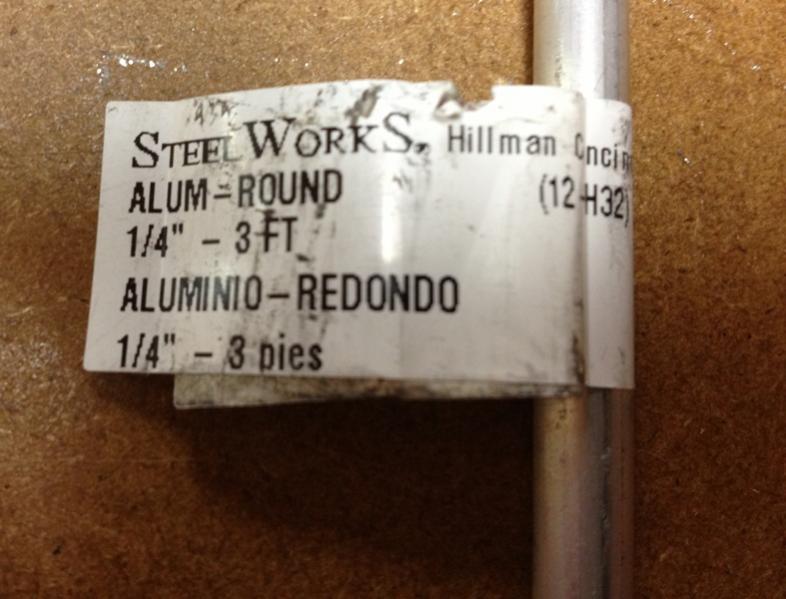 STEELWORKS, Hillman
ALUM-ROUND (12-H32)
1/4" - 3 FT
ALUMINIO-REDONDO
1/4" - 3 pies